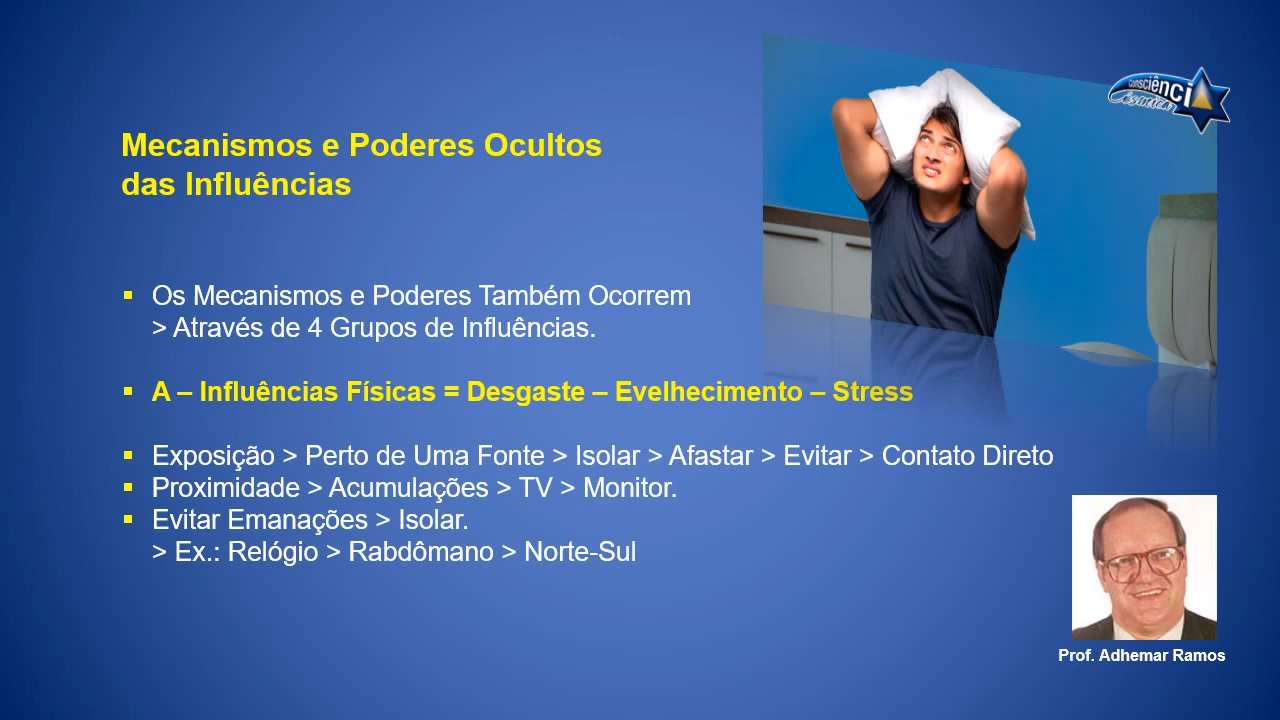 consciênci
Cósmica
Mecanismos e Poderes Ocultos
das Influências
▪ Os Mecanismos e Poderes Também Ocorrem
> Através de 4 Grupos de Influências.
▪ A – Influências Físicas = Desgaste – Evelhecimento – Stress
▪ Exposição > Perto de Uma Fonte > Isolar > Afastar > Evitar > Contato Direto
▪ Proximidade > Acumulações > TV > Monitor.
▪ Evitar Emanações > Isolar.
> Ex.: Relógio > Rabdômano > Norte-Sul
Prof. Adhemar Ramos